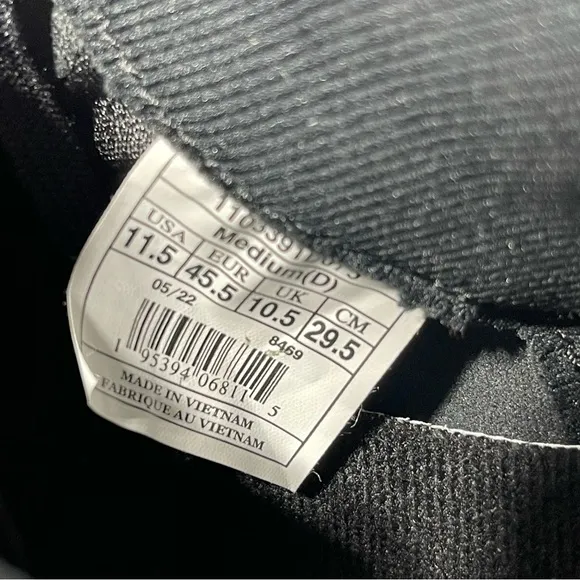 Medium(D)
USA EUR UK CM
11.5 45.5 10.5 29.5
05/22 8469
1 95394 06811 5
MADE IN VIETNAM
FABRIQUE AU VIETNAM